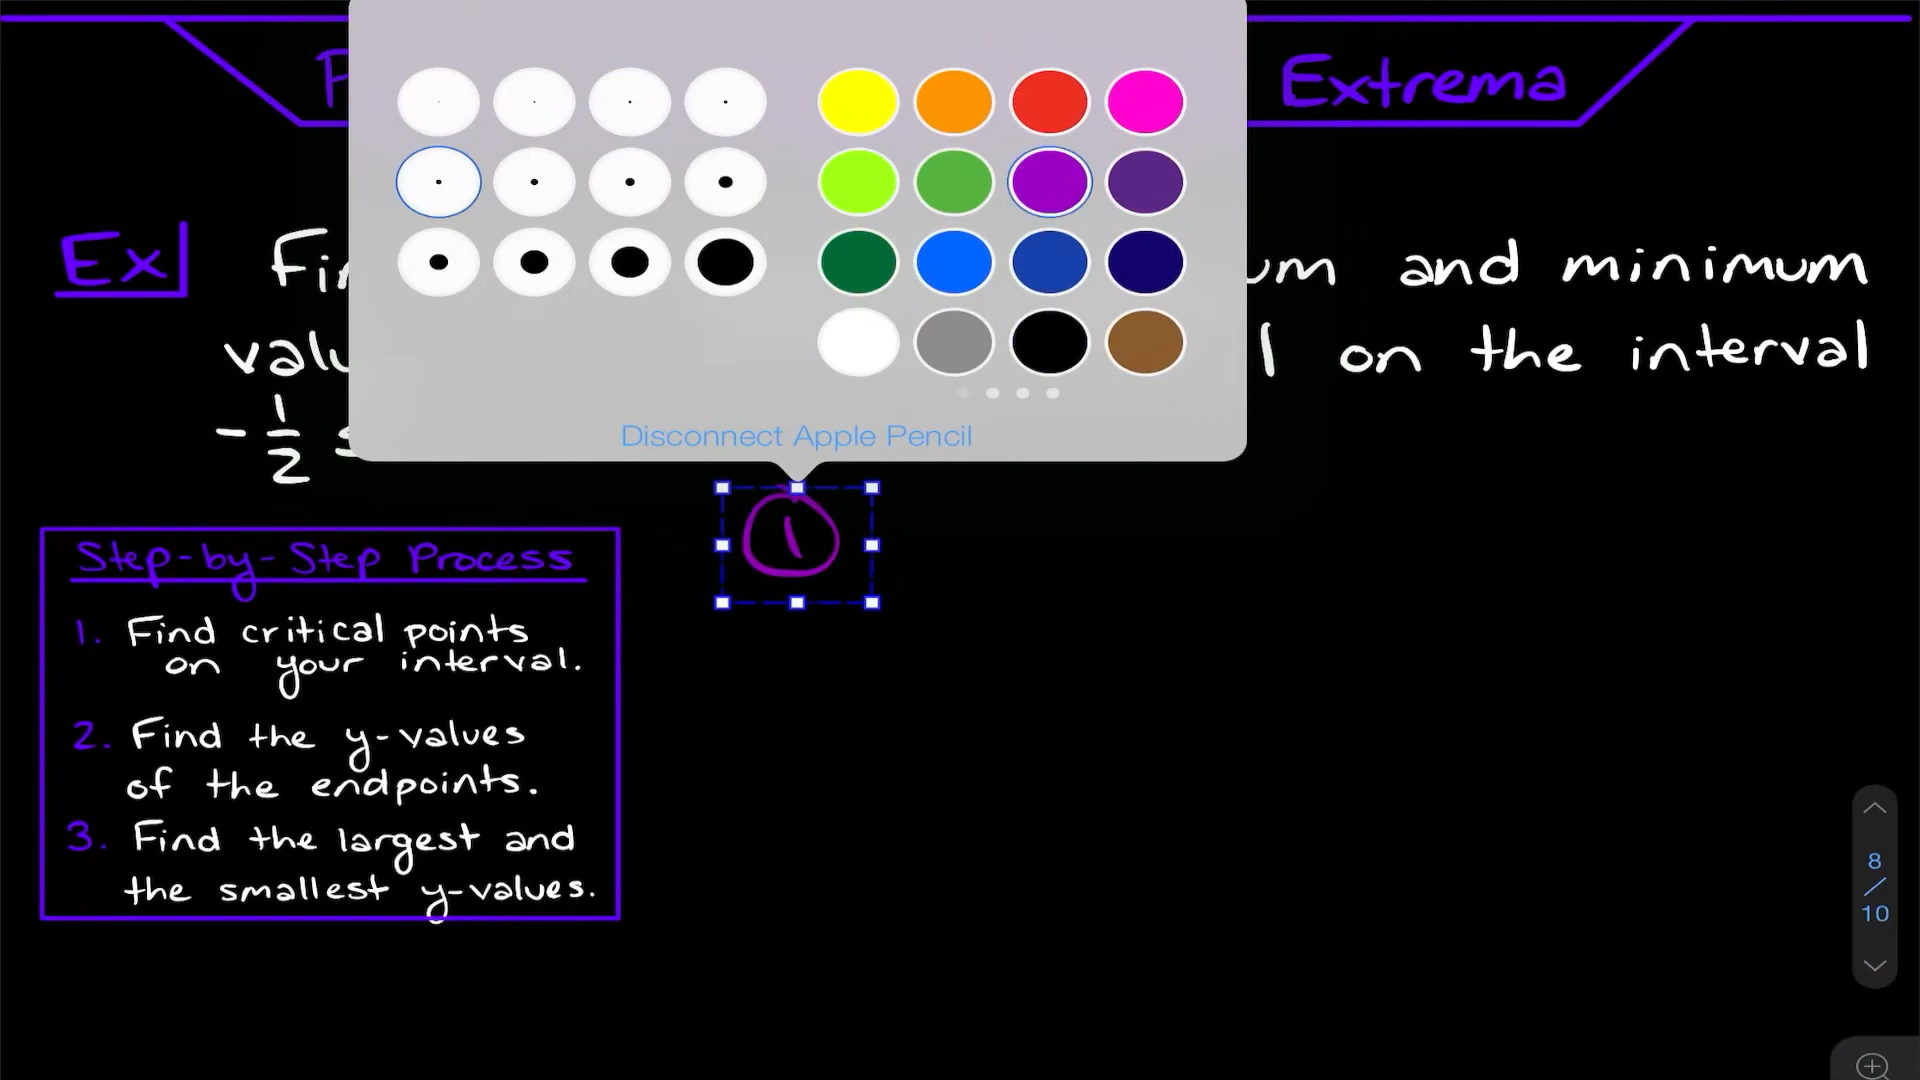 Extrema
Ex
um and minimum
1 on the interval
- 1/2
Disconnect Apple Pencil
1
Step-by-Step Process
1. Find critical points
on your interval.
2. Find the y-values
of the endpoints.
3. Find the largest and
the smallest y-values.
8
/
10